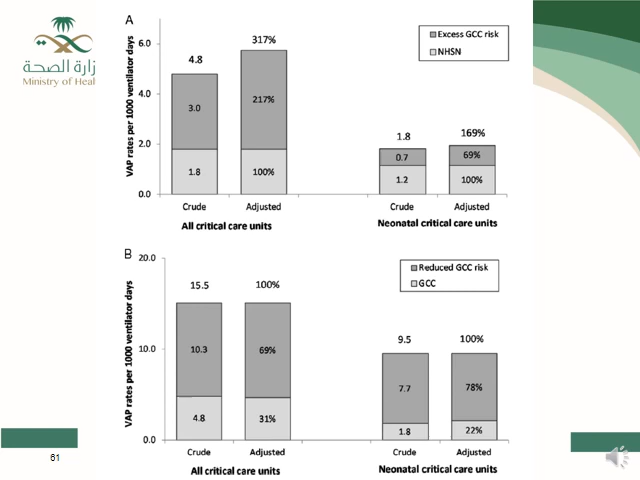 وزارة الصحة
Ministry of Heal
A
VAP rates per 1000 ventilator days
6.0
4.0
2.0
0.0
4.8
3.0
1.8
317%
217%
100%
1.8
0.7
1.2
169%
69%
100%
Excess GCC risk
NHSN
Crude
Adjusted
Crude
Adjusted
All critical care units
Neonatal critical care units
B
VAP rates per 1000 ventilator days
20.0
10.0
0.0
15.5
10.3
4.8
100%
69%
31%
9.5
7.7
1.8
100%
78%
22%
Reduced GCC risk
GCC
Crude
Adjusted
Crude
Adjusted
All critical care units
Neonatal critical care units
61